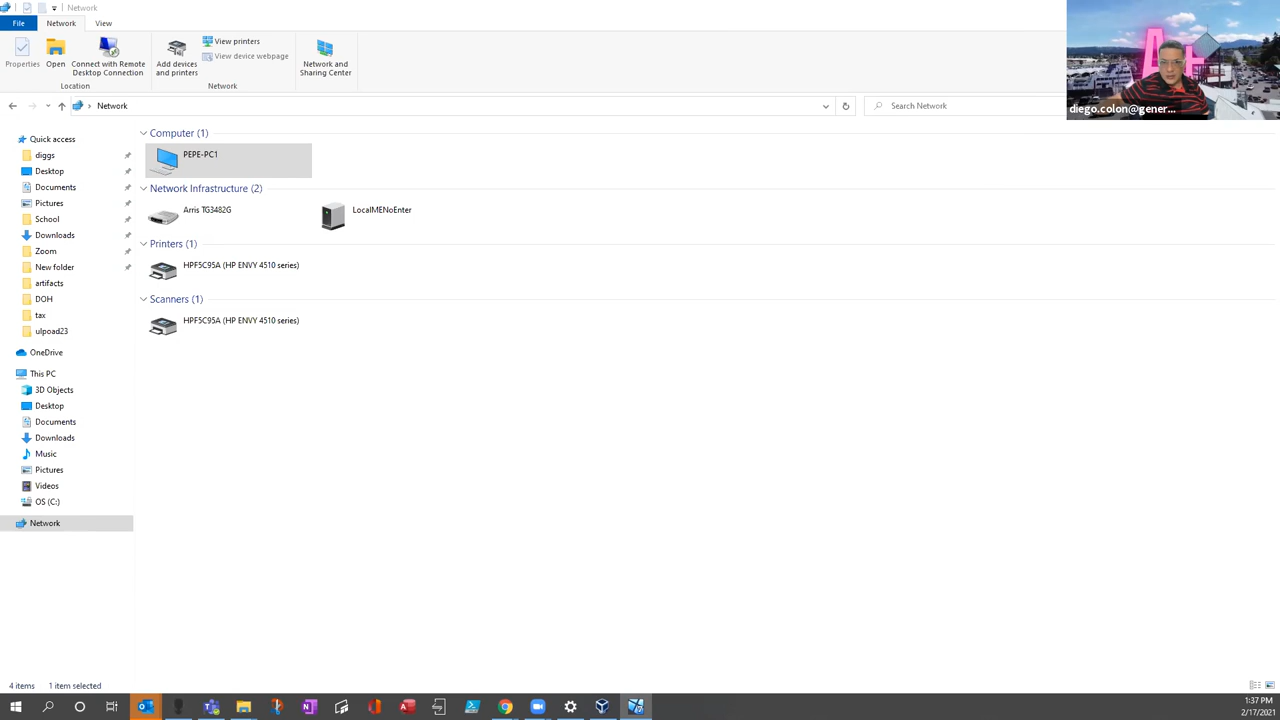 Network
File
Network
View
Properties
Open
Connect with Remote
Desktop Connection
Location
Add devices
and printers
View printers
View device webpage
Network
Network and
Sharing Center
Network
Search Network
Quick access
diggs
Desktop
Documents
Pictures
School
Downloads
Zoom
New folder
artifacts
DOH
tax
ulpoad23
OneDrive
This PC
3D Objects
Desktop
Documents
Downloads
Music
Pictures
Videos
OS (C:)
Network
Computer (1)
PEPE-PC1
Network Infrastructure (2)
Arris TG3482G
LocalMENoEnter
Printers (1)
HPF5C95A (HP ENVY 4510 series)
Scanners (1)
HPF5C95A (HP ENVY 4510 series)
A+
diego.colon@gener...
4 items
1 item selected
1:37 PM
2/17/2021